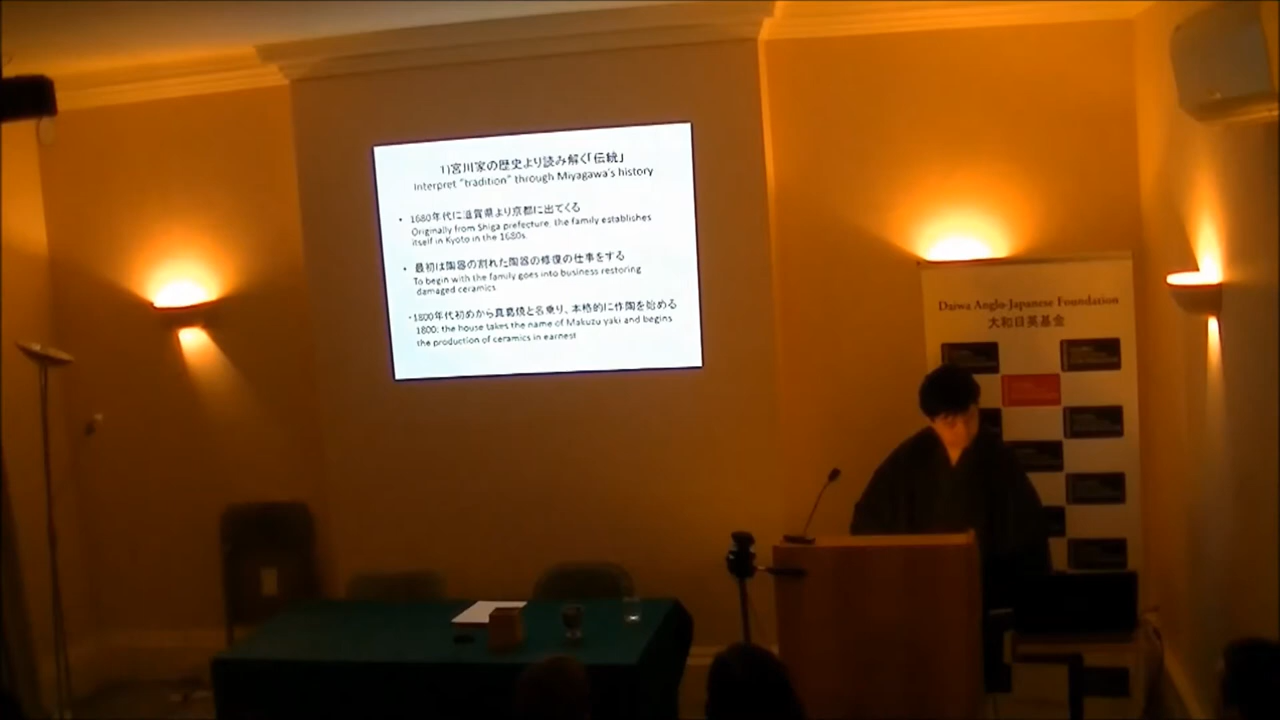 1)宮川家の歴史より読み解く「伝統」
Interpret "tradition" through Miyagawa's history
• 1680年代に滋賀県より京都に出てくる
Originally from Shiga prefecture, the family establishes
itself in Kyoto in the 1680s.
• 最初は陶器の割れた陶器の修復の仕事をする
To begin with the family goes into business restoring
damaged ceramics
•1800年代初めから真葛焼と名乗り、本格的に作陶を始める
1800: the house takes the name of Makuzu yaki and begins
the production of ceramics in earnest
Daiwa Anglo-Japanese Foundation
大和日英基金